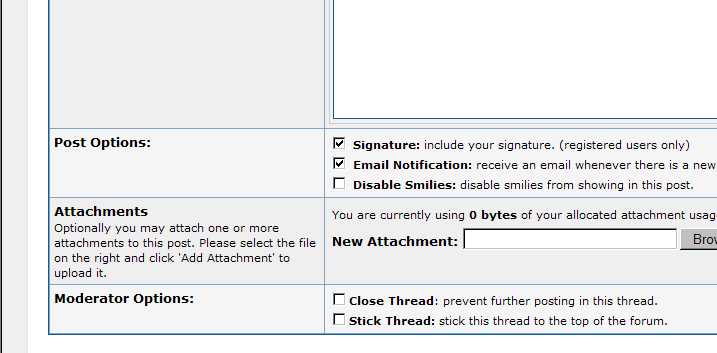 Post Options:
Signature: include your signature. (registered users only)
Email Notification: receive an email whenever there is a new
Disable Smilies: disable smilies from showing in this post.
Attachments
Optionally you may attach one or more
attachments to this post. Please select the file
on the right and click 'Add Attachment' to
upload it.
You are currently using 0 bytes of your allocated attachment usag
New Attachment: Brov
Moderator Options:
Close Thread: prevent further posting in this thread.
Stick Thread: stick this thread to the top of the forum.